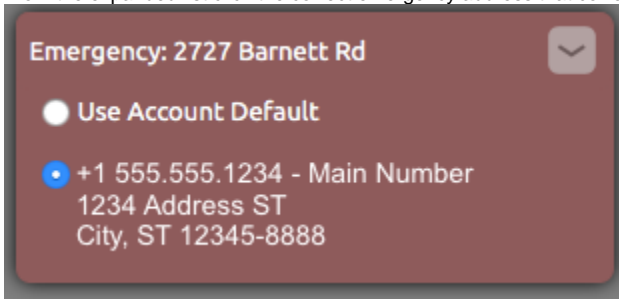 Emergency: 2727 Barnett Rd
Use Account Default
+1 555.555.1234 - Main Number
1234 Address ST
City, ST 12345-8888